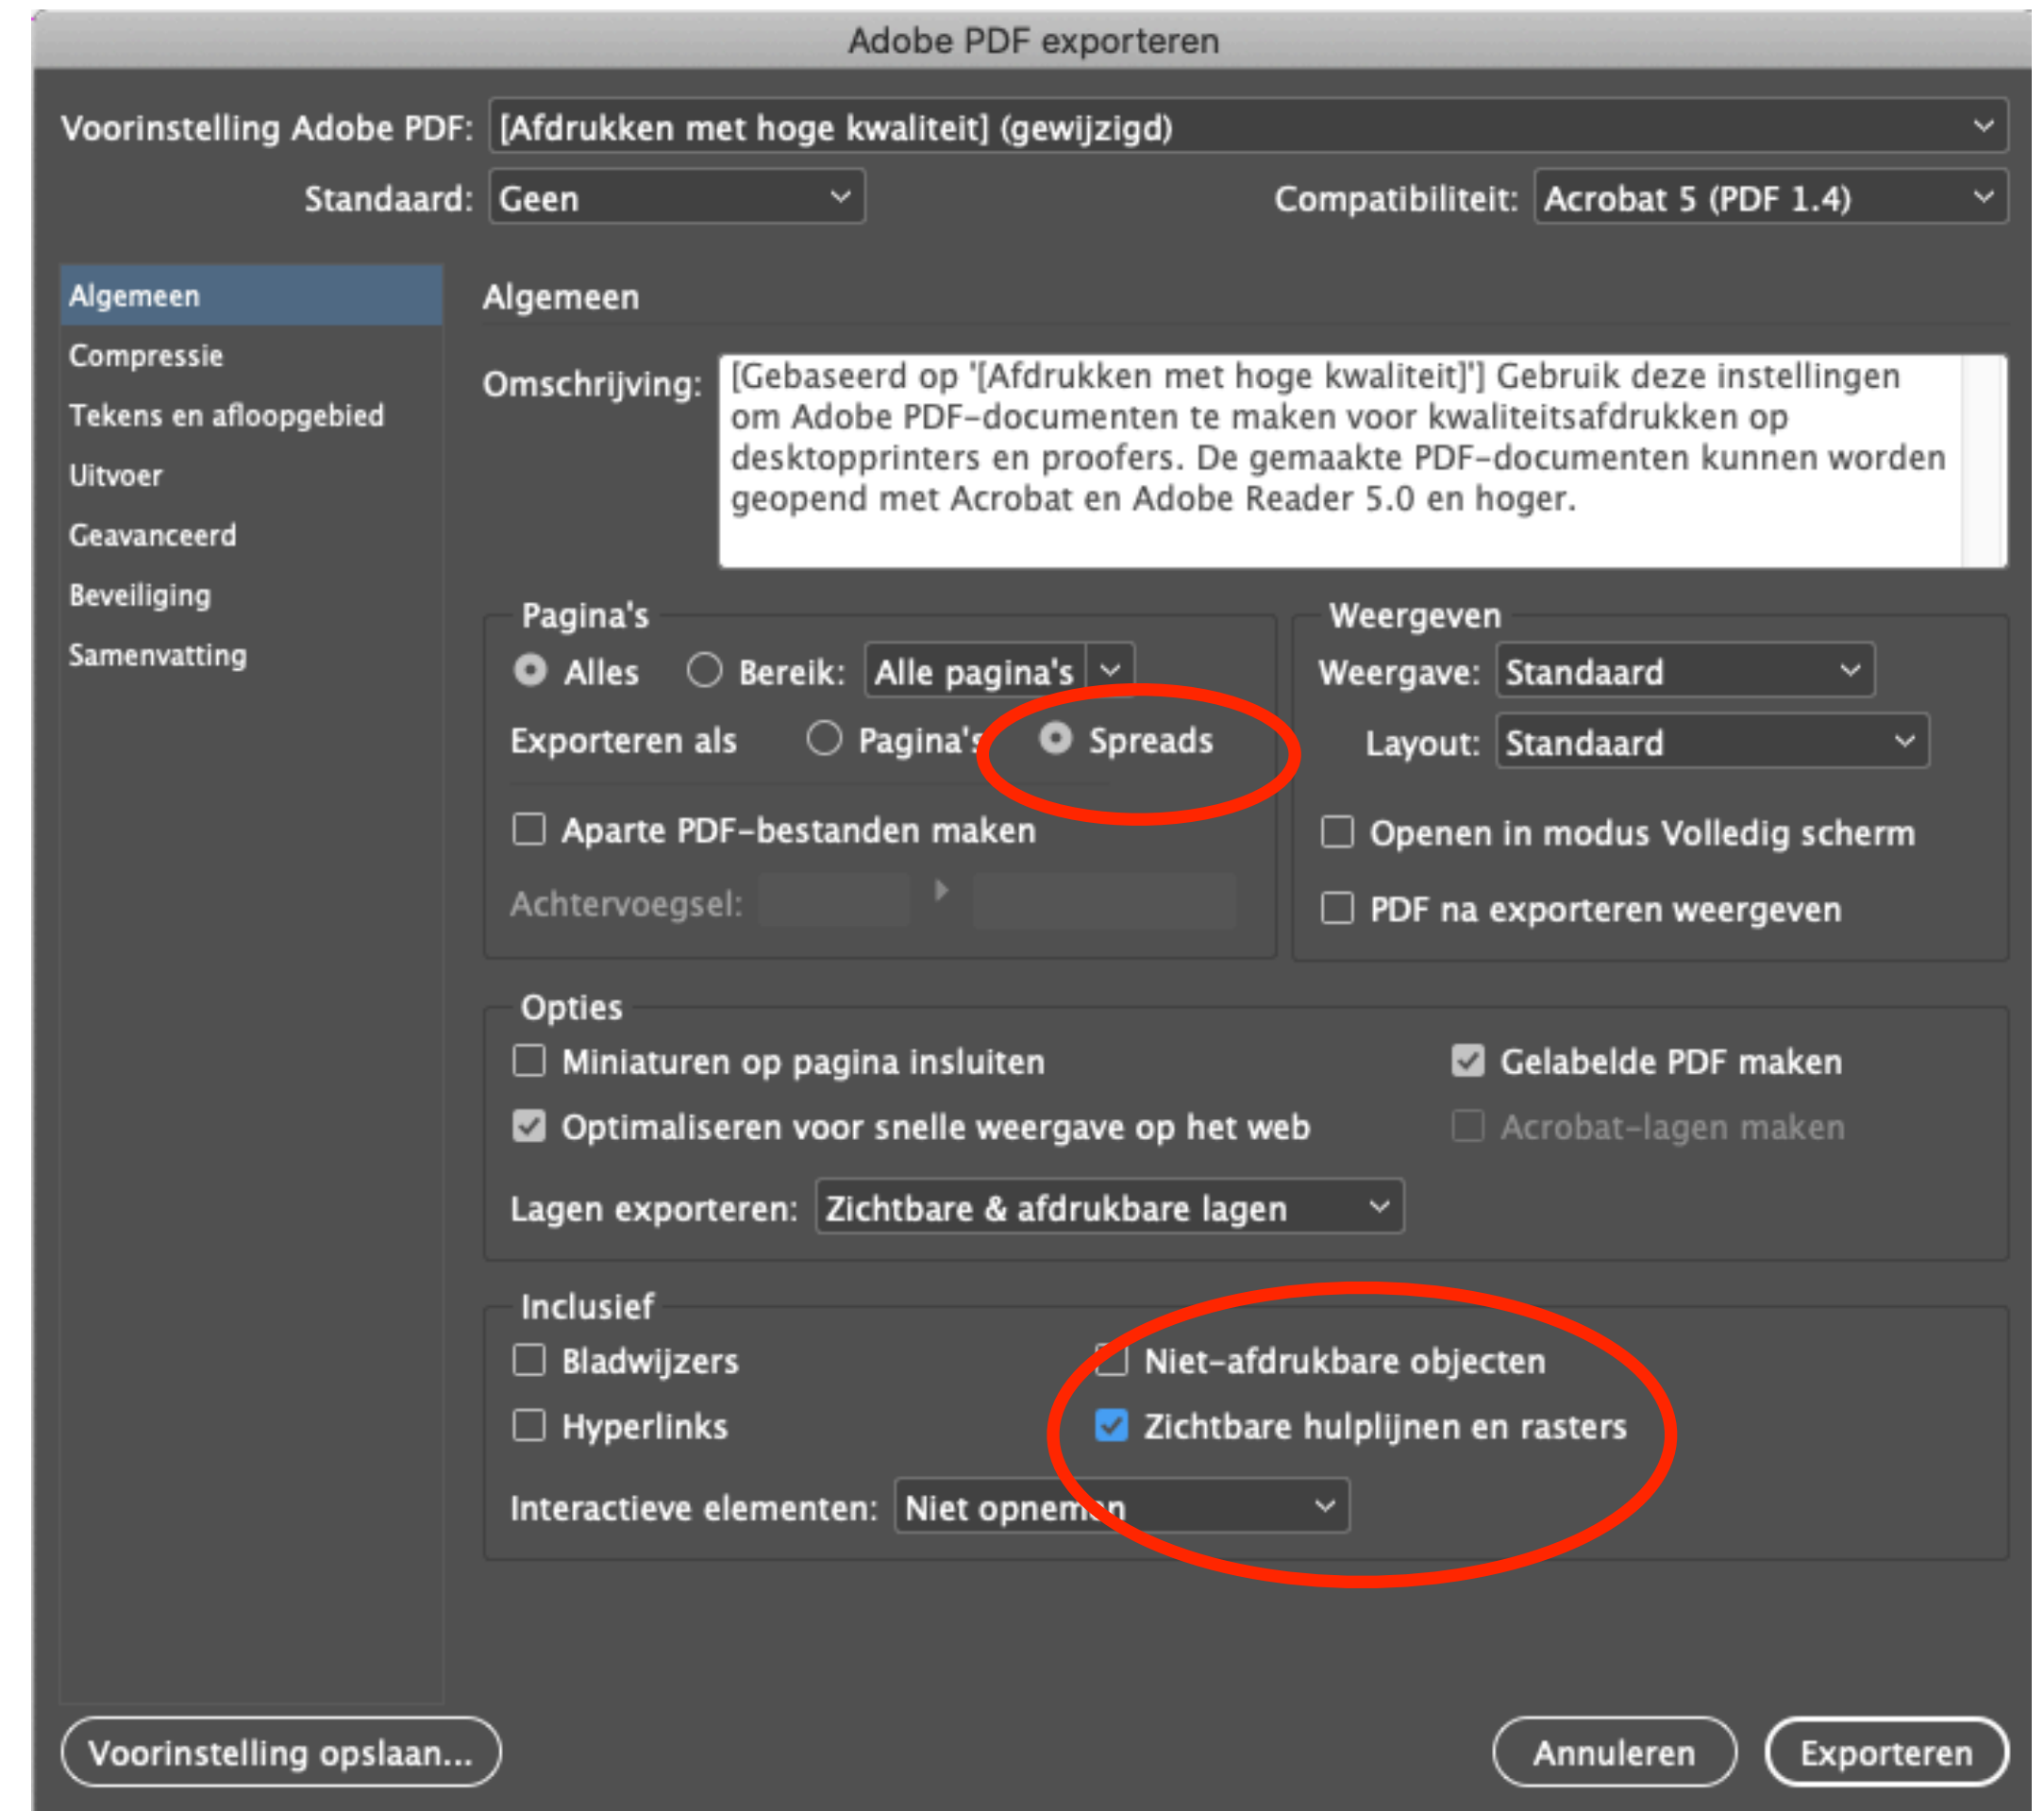 Adobe PDF exporteren
Voorinstelling Adobe PDF: [Afdrukken met hoge kwaliteit] (gewijzigd)
Standaard: Geen Compatibiliteit: Acrobat 5 (PDF 1.4)
Algemeen
Compressie
Tekens en afloopgebied
Uitvoer
Geavanceerd
Beveiliging
Samenvatting
Algemeen
Omschrijving: [Gebaseerd op '[Afdrukken met hoge kwaliteit]'] Gebruik deze instellingen
om Adobe PDF-documenten te maken voor kwaliteitsafdrukken op
desktopprinters en proofers. De gemaakte PDF-documenten kunnen worden
geopend met Acrobat en Adobe Reader 5.0 en hoger.
Pagina's
Alles Bereik: Alle pagina's
Exporteren als Pagina's Spreads
Aparte PDF-bestanden maken
Achtervoegsel:
Weergeven
Weergave: Standaard
Layout: Standaard
Openen in modus Volledig scherm
PDF na exporteren weergeven
Opties
Miniaturen op pagina insluiten Gelabelde PDF maken
Optimaliseren voor snelle weergave op het web Acrobat-lagen maken
Lagen exporteren: Zichtbare & afdrukbare lagen
Inclusief
Bladwijzers Niet-afdrukbare objecten
Hyperlinks Zichtbare hulplijnen en rasters
Interactieve elementen: Niet opnemen
Voorinstelling opslaan... Annuleren Exporteren